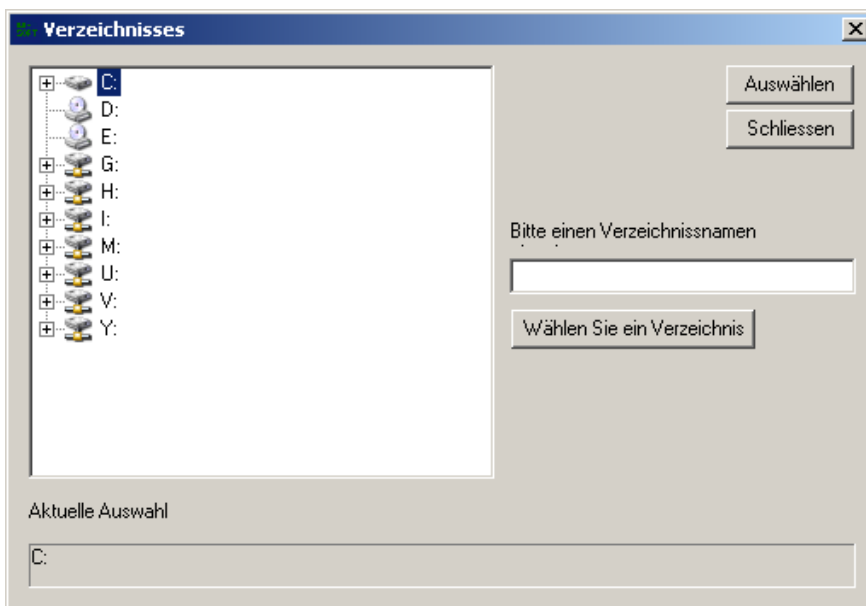 Verzeichnisses
C:
D:
E:
G:
H:
I:
M:
U:
V:
Y:
Auswählen
Schliessen
Bitte einen Verzeichnissnamen
Wählen Sie ein Verzeichnis
Aktuelle Auswahl
C: